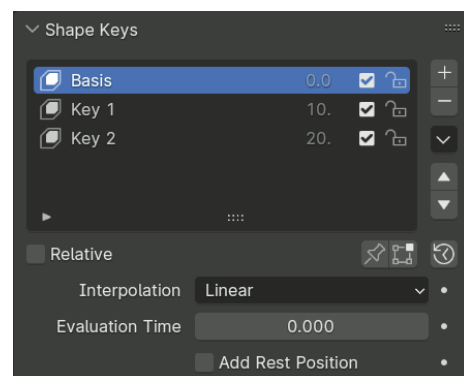 Shape Keys
Basis 0.0
Key 1 10.
Key 2 20.
Relative
Interpolation Linear
Evaluation Time 0.000
Add Rest Position